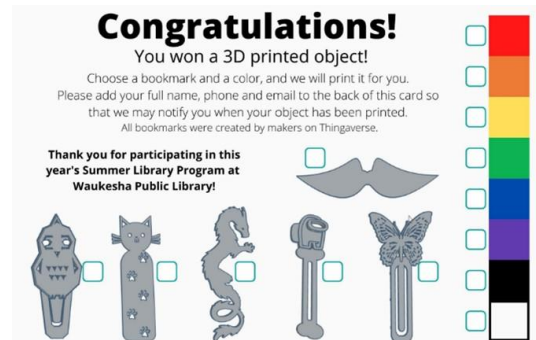 Congratulations!
You won a 3D printed object!
Choose a bookmark and a color, and we will print it for you.
Please add your full name, phone and email to the back of this card so
that we may notify you when your object has been printed.
All bookmarks were created by makers on Thingaverse.
Thank you for participating in this
year's Summer Library Program at
Waukesha Public Library!